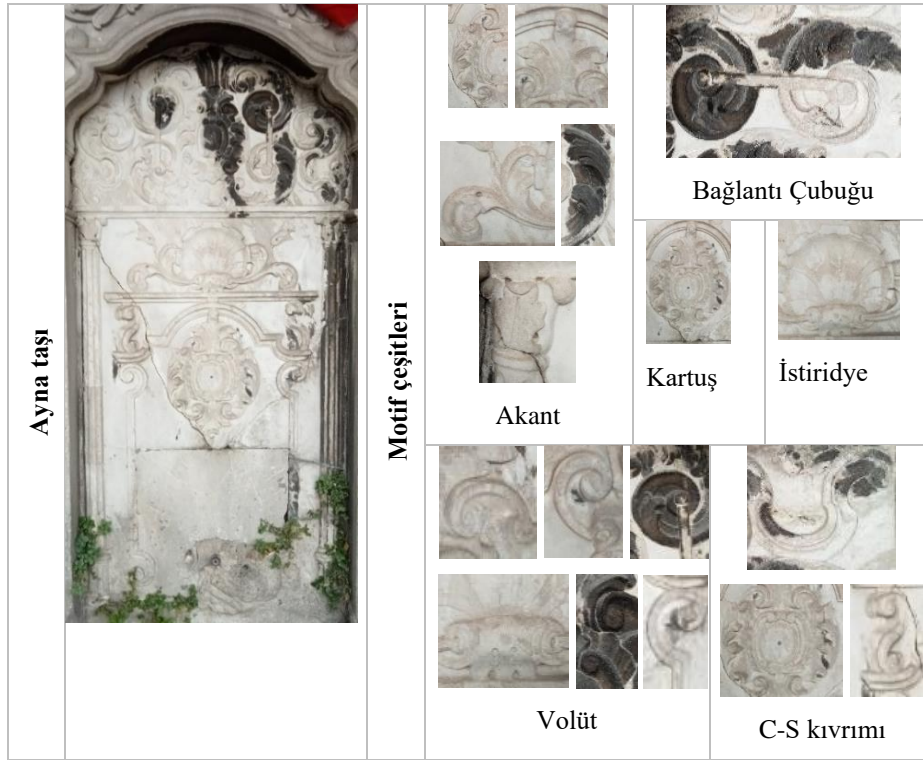 Ayna taşı
Motif çeşitleri
Akant
Bağlantı Çubuğu
Kartuş
İstiridye
Volüt
C-S kıvrımı